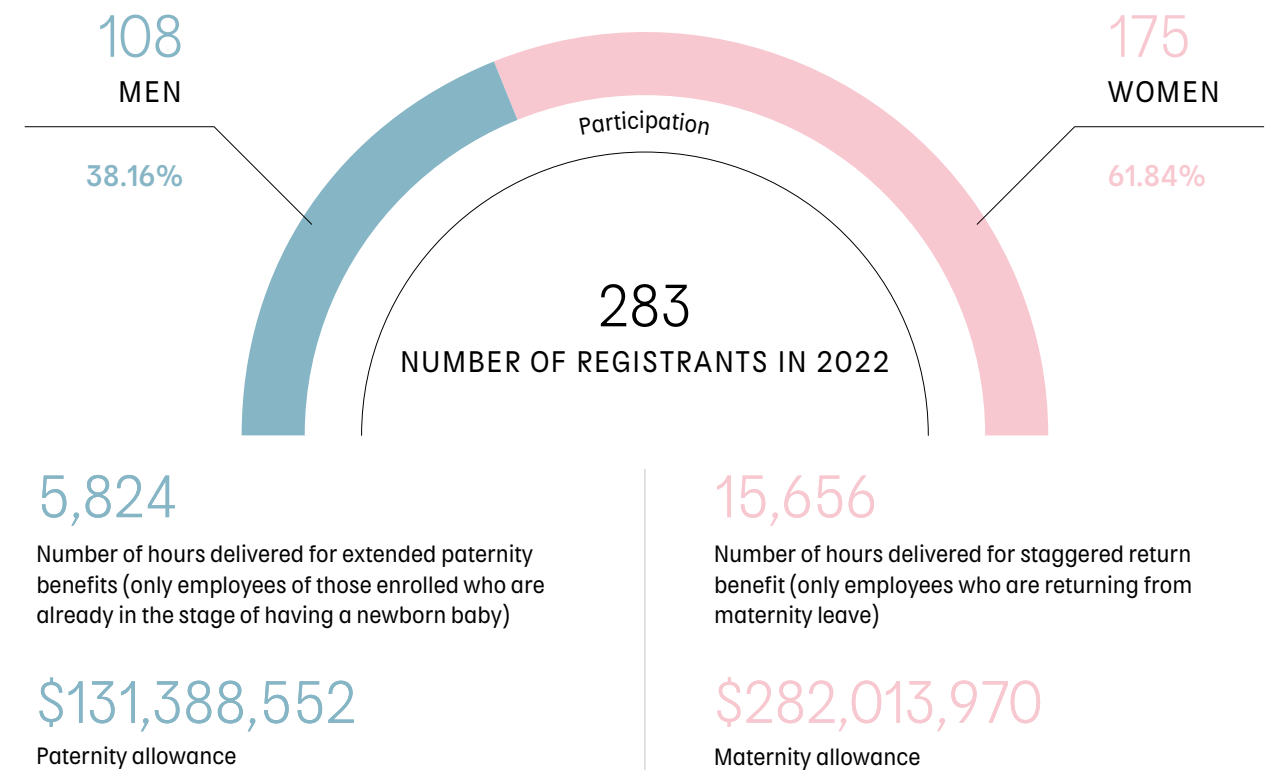 108
MEN
38.16%
175
WOMEN
61.84%
Participation
283
NUMBER OF REGISTRANTS IN 2022
5,824
Number of hours delivered for extended paternity
benefits (only employees of those enrolled who are
already in the stage of having a newborn baby)
$131,388,552
Paternity allowance
15,656
Number of hours delivered for staggered return
benefit (only employees who are returning from
maternity leave)
$282,013,970
Maternity allowance